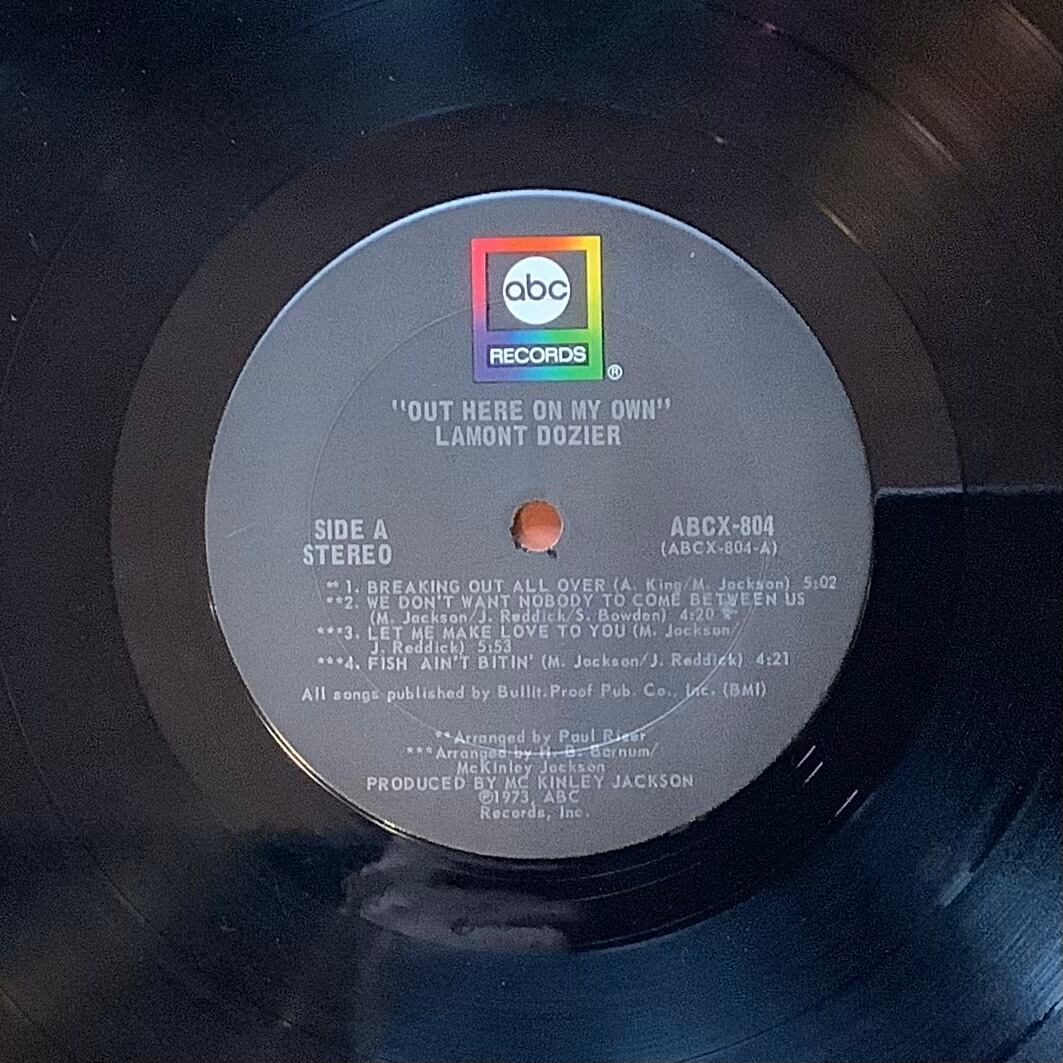 abc
RECORDS
®
"OUT HERE ON MY OWN"
LAMONT DOZIER
SIDE A
STEREO
ABCX-804
(ABCX-804-A)
** 1. BREAKING OUT ALL OVER (A. King/M. Jackson) 5:02
**2. WE DON'T WANT NOBODY TO COME BETWEEN US
(M. Jackson/J. Reddick/S. Bowden) 4:20
***3. LET ME MAKE LOVE TO YOU (M. Jackson/
J. Reddick) 5:53
***4. FISH AIN'T BITIN' (M. Jackson/J. Reddick) 4:21
All songs published by Bullit.Proof Pub. Co., Inc. (BMI)
**Arranged by Paul Riser
***Arranged by H. B. Barnum/
McKinley Jackson
PRODUCED BY MC KINLEY JACKSON
℗1973, ABC
Records, Inc.